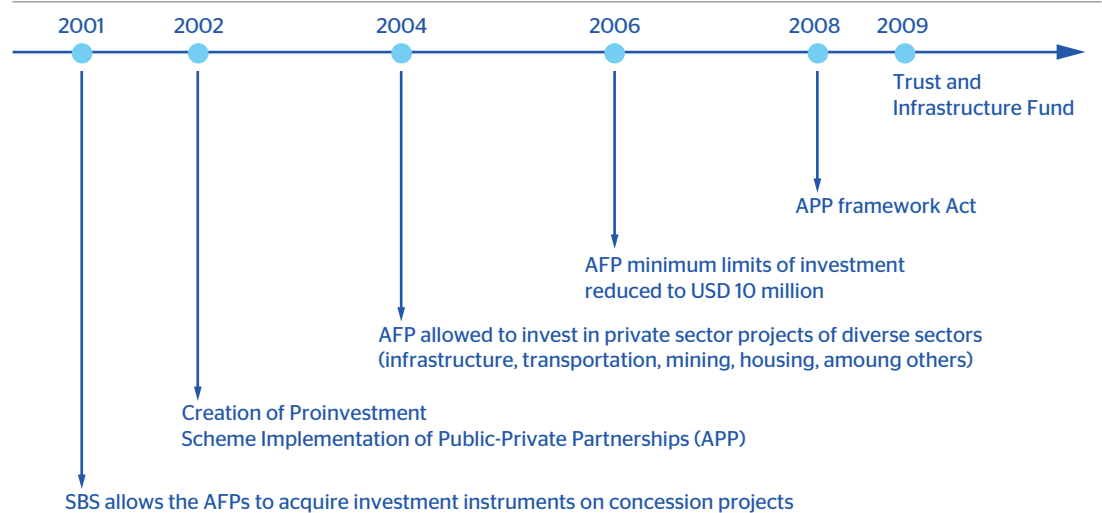 2001
2002
2004
2006
2008
2009
Trust and
Infrastructure Fund
APP framework Act
AFP minimum limits of investment
reduced to USD 10 million
AFP allowed to invest in private sector projects of diverse sectors
(infrastructure, transportation, mining, housing, amoung others)
Creation of Proinvestment
Scheme Implementation of Public-Private Partnerships (APP)
SBS allows the AFPs to acquire investment instruments on concession projects